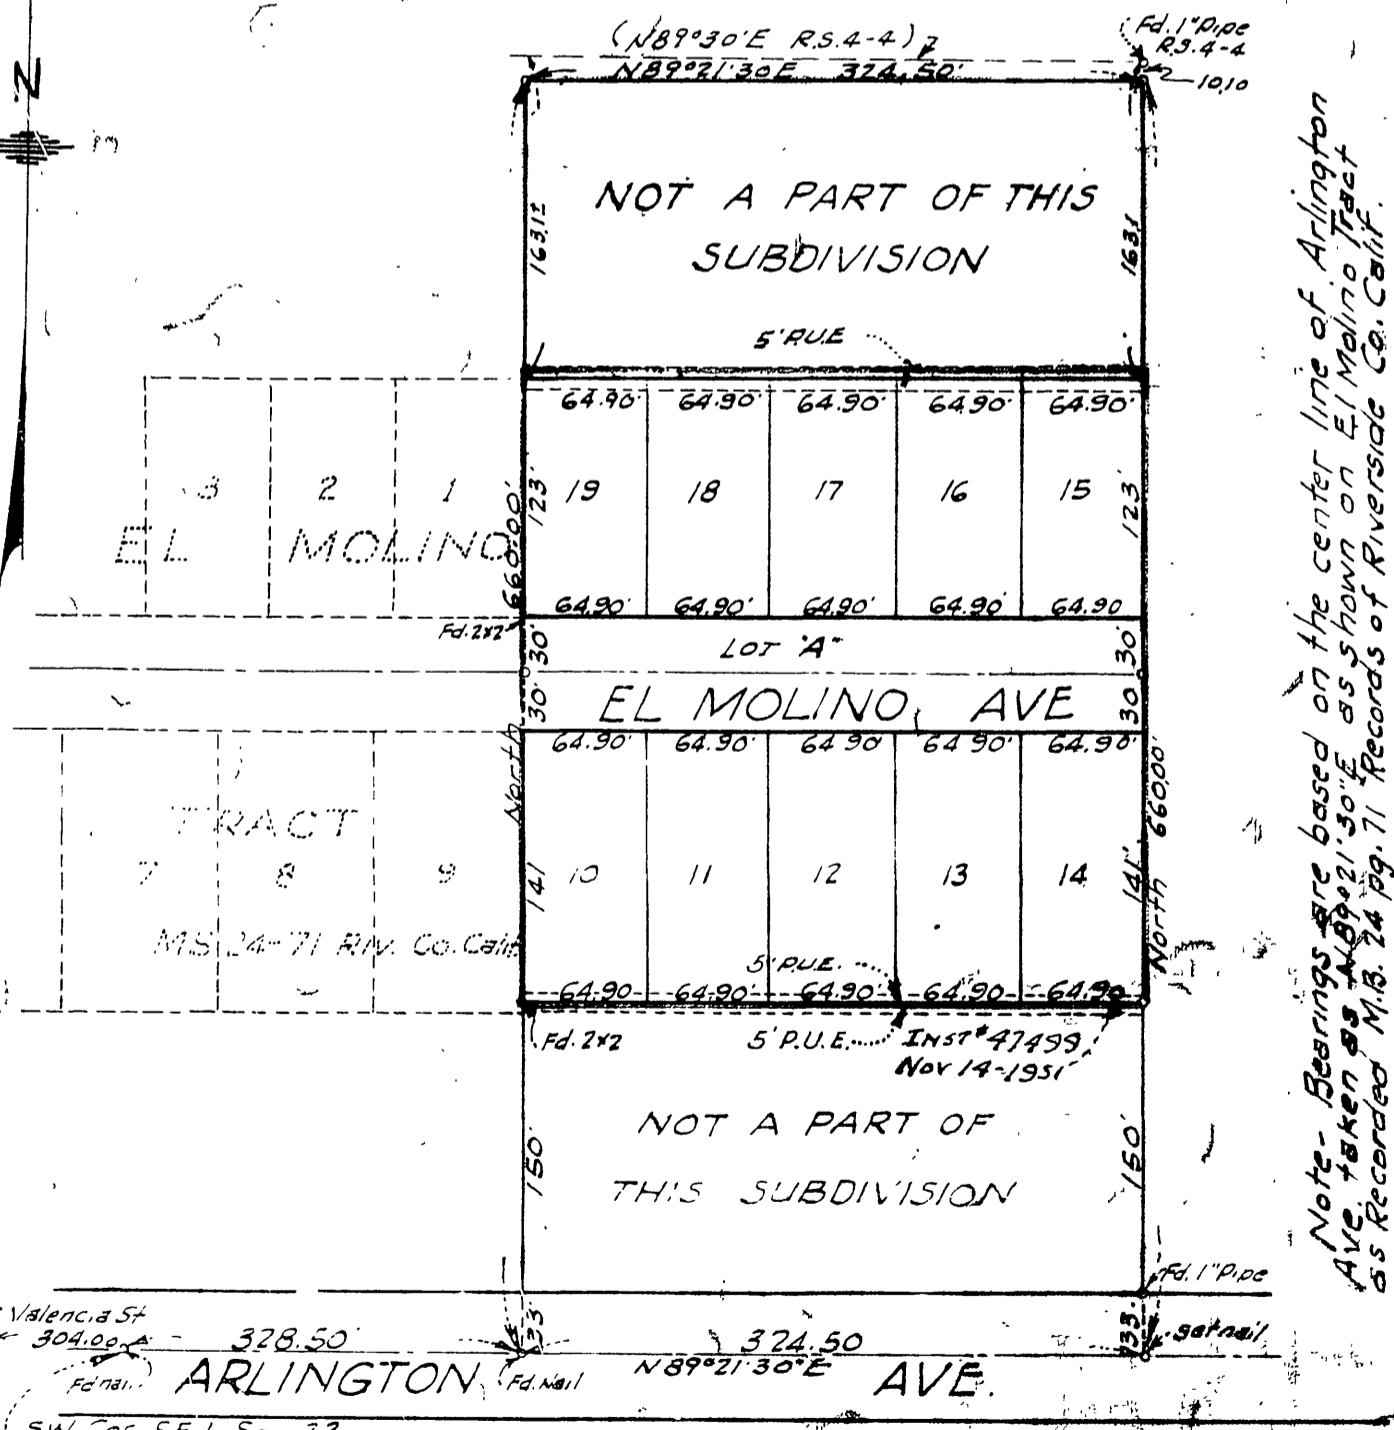 (N89°30'E R.S.4-4)
Fd. 1" Pipe
R.S. 4-4
N89°21'30"E 324.50'
10.10
N
NOT A PART OF THIS
SUBDIVISION
163.1±
163.1
5' P.U.E
64.90' 64.90' 64.90' 64.90' 64.90'
3 2 1 19 18 17 16 15
123' 123'
EL MOLINO
660.00'
64.90' 64.90' 64.90' 64.90' 64.90
Fd. 2x2"
30' LOT "A" 30'
30' EL MOLINO AVE 30'
64.90' 64.90' 64.90 64.90' 64.90'
North
660.00'
TRACT
7 8 9 10 11 12 13 14
141 141'
North
24-71 RIV. Co. Calif
5' P.U.E.
64.90 64.90' 64.90' 64.90 64.90
Fd. 2x2
5' P.U.E. INST # 47499
Nov 14-1951
NOT A PART OF
THIS SUBDIVISION
150' 150'
Fd. 1" Pipe
Valencia St
304.00 328.50' 33 324.50 33. set nail
Fd nail ARLINGTON Fd. Nail N89°21'30"E AVE.
Note- Bearings are based on the center line of Arlington
Ave. taken as N89°21'30"E as shown on El Molino Tract
as Recorded M.B. 24 pg. 71 Records of Riverside Co. Calif.